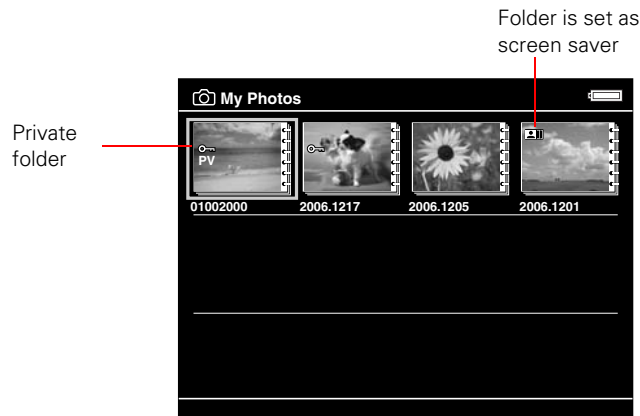 Folder is set as
screen saver
My Photos
Private
folder
PV
01002000
2006.1217
2006.1205
2006.1201